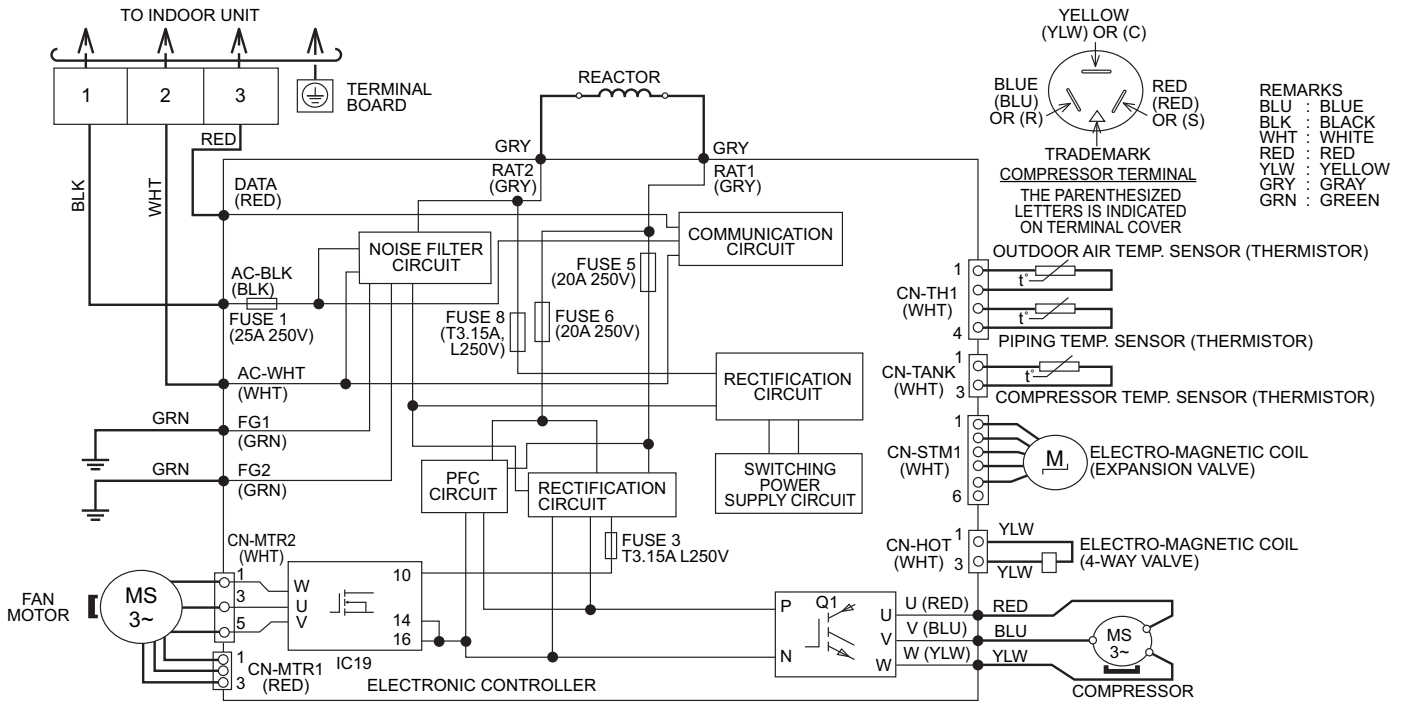 TO INDOOR UNIT
1
2
3
TERMINAL
BOARD
RED
BLK
WHT
DATA
(RED)
REACTOR
GRY
GRY
RAT2
(GRY)
RAT1
(GRY)
YELLOW
(YLW) OR (C)
BLUE
(BLU)
OR (R)
RED
(RED)
OR (S)
TRADEMARK
COMPRESSOR TERMINAL
THE PARENTHESIZED
LETTERS IS INDICATED
ON TERMINAL COVER
REMARKS
BLU : BLUE
BLK : BLACK
WHT : WHITE
RED : RED
YLW : YELLOW
GRY : GRAY
GRN : GREEN
NOISE FILTER
CIRCUIT
COMMUNICATION
CIRCUIT
AC-BLK
(BLK)
FUSE 1
(25A 250V)
FUSE 8
(T3.15A,
L250V)
FUSE 5
(20A 250V)
FUSE 6
(20A 250V)
AC-WHT
(WHT)
GRN
FG1
(GRN)
GRN
FG2
(GRN)
RECTIFICATION
CIRCUIT
SWITCHING
POWER
SUPPLY CIRCUIT
PFC
CIRCUIT
RECTIFICATION
CIRCUIT
FUSE 3
T3.15A L250V
OUTDOOR AIR TEMP. SENSOR (THERMISTOR)
1
CN-TH1
(WHT)
4
t°
t°
PIPING TEMP. SENSOR (THERMISTOR)
1
CN-TANK
(WHT)
3
t°
COMPRESSOR TEMP. SENSOR (THERMISTOR)
1
CN-STM1
(WHT)
6
M
ELECTRO-MAGNETIC COIL
(EXPANSION VALVE)
1
CN-HOT
(WHT)
3
YLW
YLW
ELECTRO-MAGNETIC COIL
(4-WAY VALVE)
FAN
MOTOR
MS
3~
CN-MTR2
(WHT)
1
3
5
W
U
V
10
14
16
IC19
1
3
CN-MTR1
(RED)
ELECTRONIC CONTROLLER
P
N
Q1
U
V
W
U (RED)
V (BLU)
W (YLW)
RED
BLU
YLW
MS
3~
COMPRESSOR